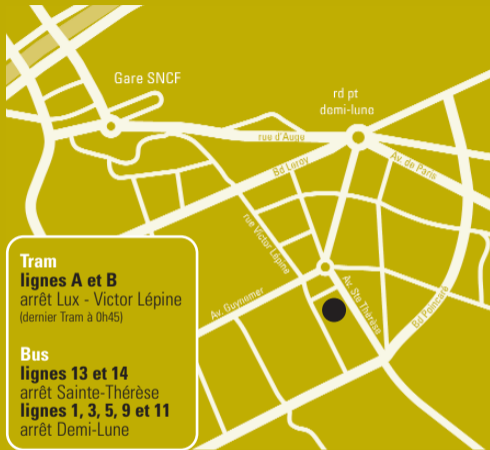 Gare SNCF
rd pt
demi-lune
rue d'Auge
Bd Leroy
Av. de Paris
rue Victor Lépine
Av. Guynemer
Av. Ste Thérèse
Bd Poincaré
Tram
lignes A et B
arrêt Lux - Victor Lépine
(dernier Tram à 0h45)
Bus
lignes 13 et 14
arrêt Sainte-Thérèse
lignes 1, 3, 5, 9 et 11
arrêt Demi-Lune